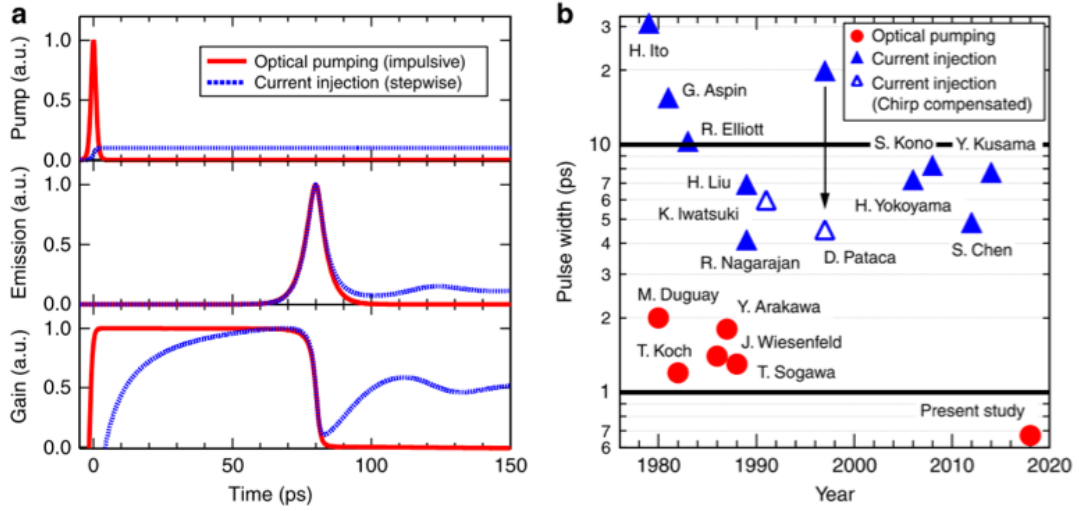 a
Pump (a.u.)
1.0
0.5
0.0
Optical pumping (impulsive)
Current injection (stepwise)
Emission (a.u.)
1.0
0.5
0.0
Gain (a.u.)
1.0
0.5
0.0
0
50
100
150
Time (ps)
b
Pulse width (ps)
3
2
10
7
6
5
4
3
2
1
7
6
Optical pumping
Current injection
Current injection
(Chirp compensated)
H. Ito
G. Aspin
R. Elliott
S. Kono
Y. Kusama
H. Liu
K. Iwatsuki
H. Yokoyama
R. Nagarajan
D. Pataca
S. Chen
M. Duguay
Y. Arakawa
T. Koch
J. Wiesenfeld
T. Sogawa
Present study
1980
1990
2000
2010
2020
Year